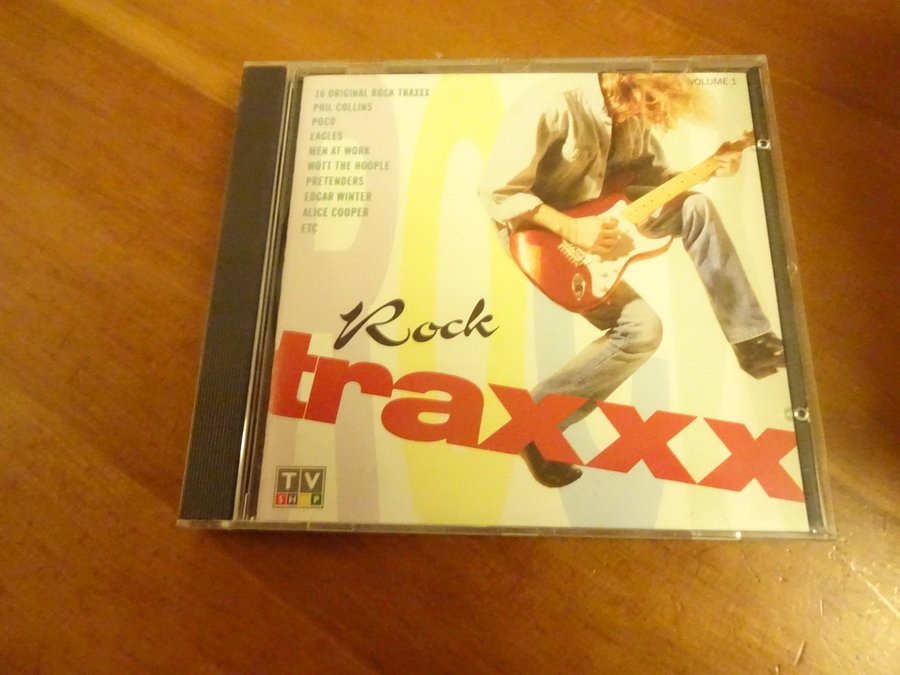 VOLUME 1
16 ORIGINAL ROCK TRAXXX
PHIL COLLINS
POCO
EAGLES
MEN AT WORK
MOTT THE HOOPLE
PRETENDERS
EDGAR WINTER
ALICE COOPER
ETC
ROCK
Rock
traxxx
TV
SHOP